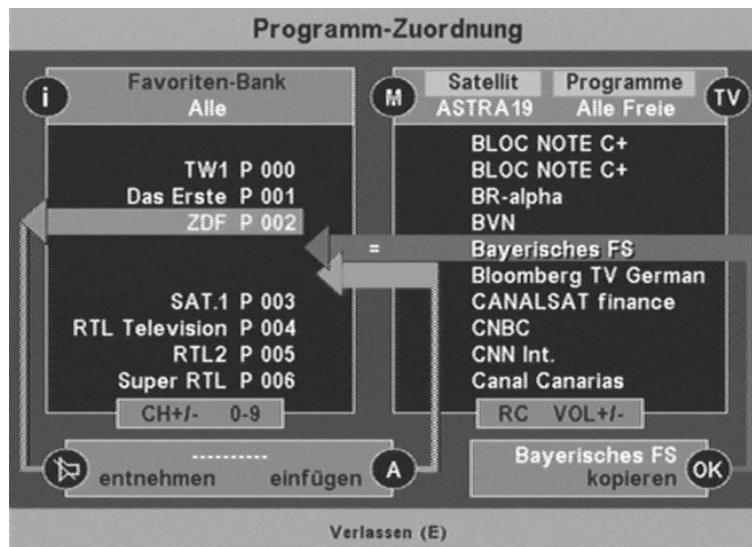 Programm-Zuordnung
i
Favoriten-Bank
Alle
TW1 P 000
Das Erste P 001
ZDF P 002
SAT.1 P 003
RTL Television P 004
RTL2 P 005
Super RTL P 006
CH+/- 0-9
M
Satellit Programme
TV
ASTRA19 Alle Freie
BLOC NOTE C+
BLOC NOTE C+
BR-alpha
BVN
= Bayerisches FS
Bloomberg TV German
CANALSAT finance
CNBC
CNN Int.
Canal Canarias
RC VOL+/-
----------
entnehmen einfügen
A
Bayerisches FS
kopieren
OK
Verlassen (E)